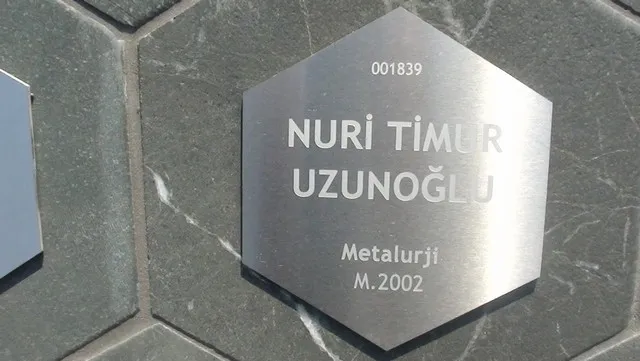 001839
NURİ TİMUR
UZUNOĞLU
Metalurji
M.2002